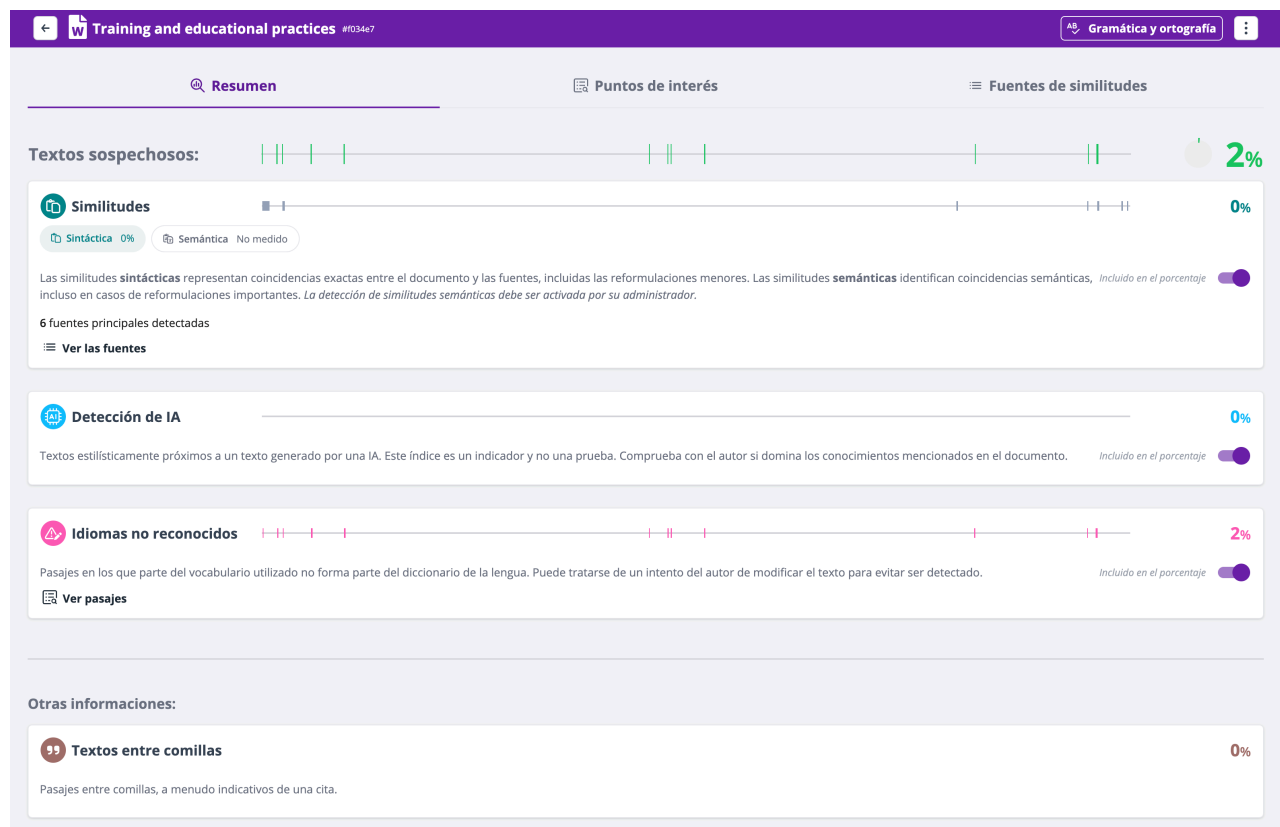 Training and educational practices #f034e7
Gramática y ortografía
Resumen
Puntos de interés
Fuentes de similitudes
Textos sospechosos:
2%
Similitudes
0%
Sintáctica 0%
Semántica No medido
Las similitudes sintácticas representan coincidencias exactas entre el documento y las fuentes, incluidas las reformulaciones menores. Las similitudes semánticas identifican coincidencias semánticas,
incluso en casos de reformulaciones importantes. La detección de similitudes semánticas debe ser activada por su administrador.
Incluido en el porcentaje
6 fuentes principales detectadas
Ver las fuentes
AI
Detección de IA
0%
Textos estilísticamente próximos a un texto generado por una IA. Este índice es un indicador y no una prueba. Comprueba con el autor si domina los conocimientos mencionados en el documento.
Incluido en el porcentaje
Idiomas no reconocidos
2%
Pasajes en los que parte del vocabulario utilizado no forma parte del diccionario de la lengua. Puede tratarse de un intento del autor de modificar el texto para evitar ser detectado.
Incluido en el porcentaje
Ver pasajes
Otras informaciones:
Textos entre comillas
0%
Pasajes entre comillas, a menudo indicativos de una cita.